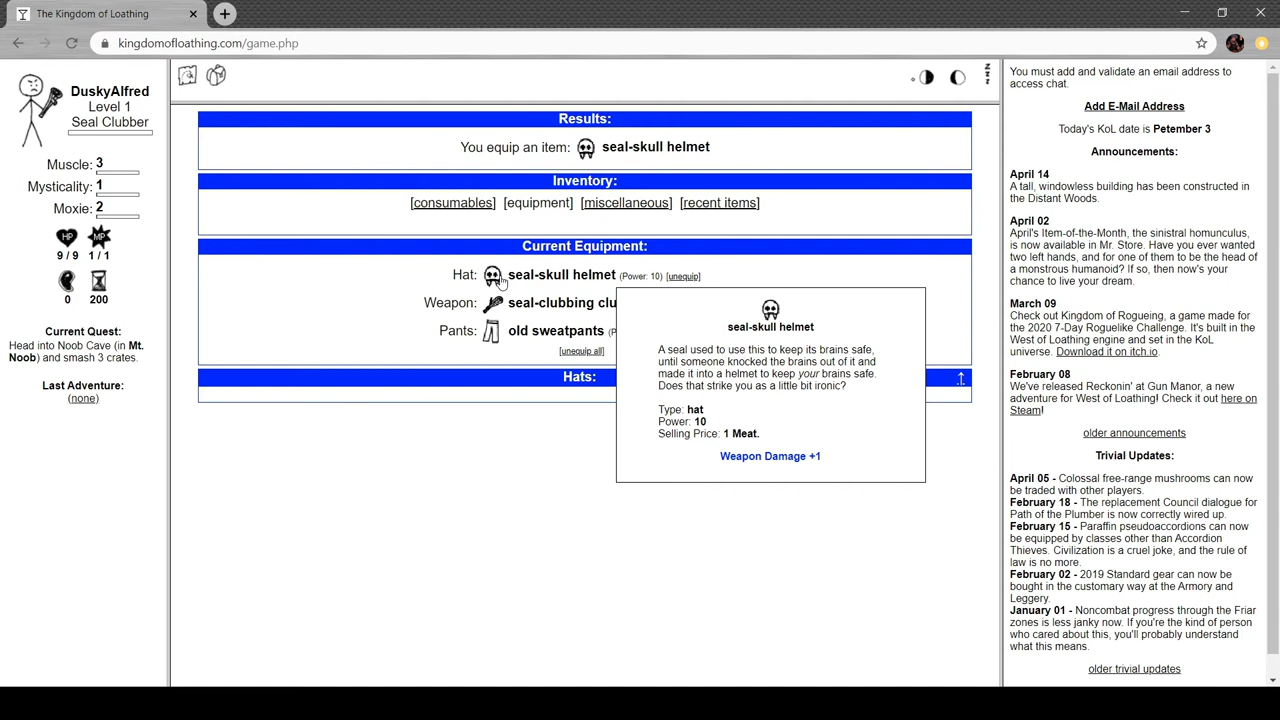 The Kingdom of Loathing
kingdomofloathing.com/game.php
DuskyAlfred
Level 1
Seal Clubber
Muscle: 3
Mysticality: 1
Moxie: 2
HP MP
9 / 9 1 / 1
0 200
Current Quest:
Head into Noob Cave (in Mt.
Noob) and smash 3 crates.
Last Adventure:
(none)
z z z
Results:
You equip an item: seal-skull helmet
Inventory:
[consumables] [equipment] [miscellaneous] [recent items]
Current Equipment:
Hat: seal-skull helmet (Power: 10) [unequip]
Weapon: seal-clubbing clu
Pants: old sweatpants (P
[unequip all]
Hats:
seal-skull helmet
A seal used to use this to keep its brains safe,
until someone knocked the brains out of it and
made it into a helmet to keep your brains safe.
Does that strike you as a little bit ironic?
Type: hat
Power: 10
Selling Price: 1 Meat.
Weapon Damage +1
You must add and validate an email address to
access chat.
Add E-Mail Address
Today's KoL date is Petember 3
Announcements:
April 14
A tall, windowless building has been constructed in
the Distant Woods.
April 02
April's Item-of-the-Month, the sinistral homunculus,
is now available in Mr. Store. Have you ever wanted
two left hands, and for one of them to be the head of
a monstrous humanoid? If so, then now's your
chance to live your dream.
March 09
Check out Kingdom of Rogueing, a game made for
the 2020 7-Day Roguelike Challenge. It's built in the
West of Loathing engine and set in the KoL
universe. Download it on itch.io.
February 08
We've released Reckonin' at Gun Manor, a new
adventure for West of Loathing! Check it out here on
Steam!
older announcements
Trivial Updates:
April 05 - Colossal free-range mushrooms can now
be traded with other players.
February 18 - The replacement Council dialogue for
Path of the Plumber is now correctly wired up.
February 15 - Paraffin pseudoaccordions can now
be equipped by classes other than Accordion
Thieves. Civilization is a cruel joke, and the rule of
law is no more.
February 02 - 2019 Standard gear can now be
bought in the customary way at the Armory and
Leggery.
January 01 - Noncombat progress through the Friar
zones is less janky now. If you're the kind of person
who cared about this, you'll probably understand
what this means.
older trivial updates